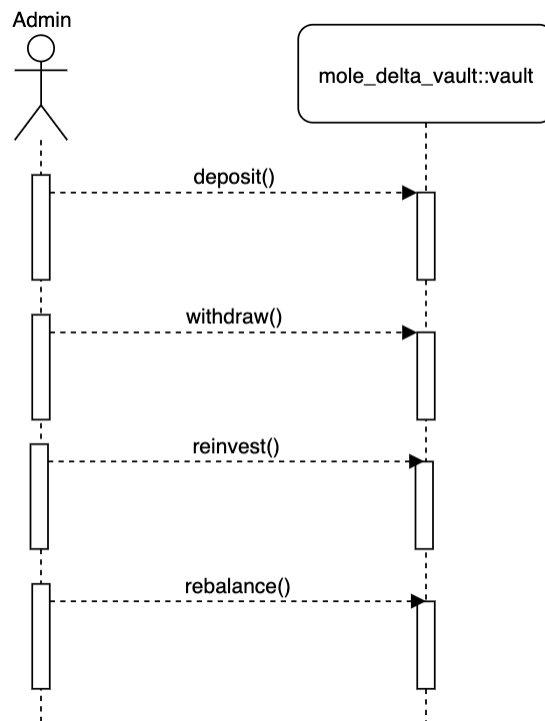 Admin
mole_delta_vault::vault
deposit()
withdraw()
reinvest()
rebalance()